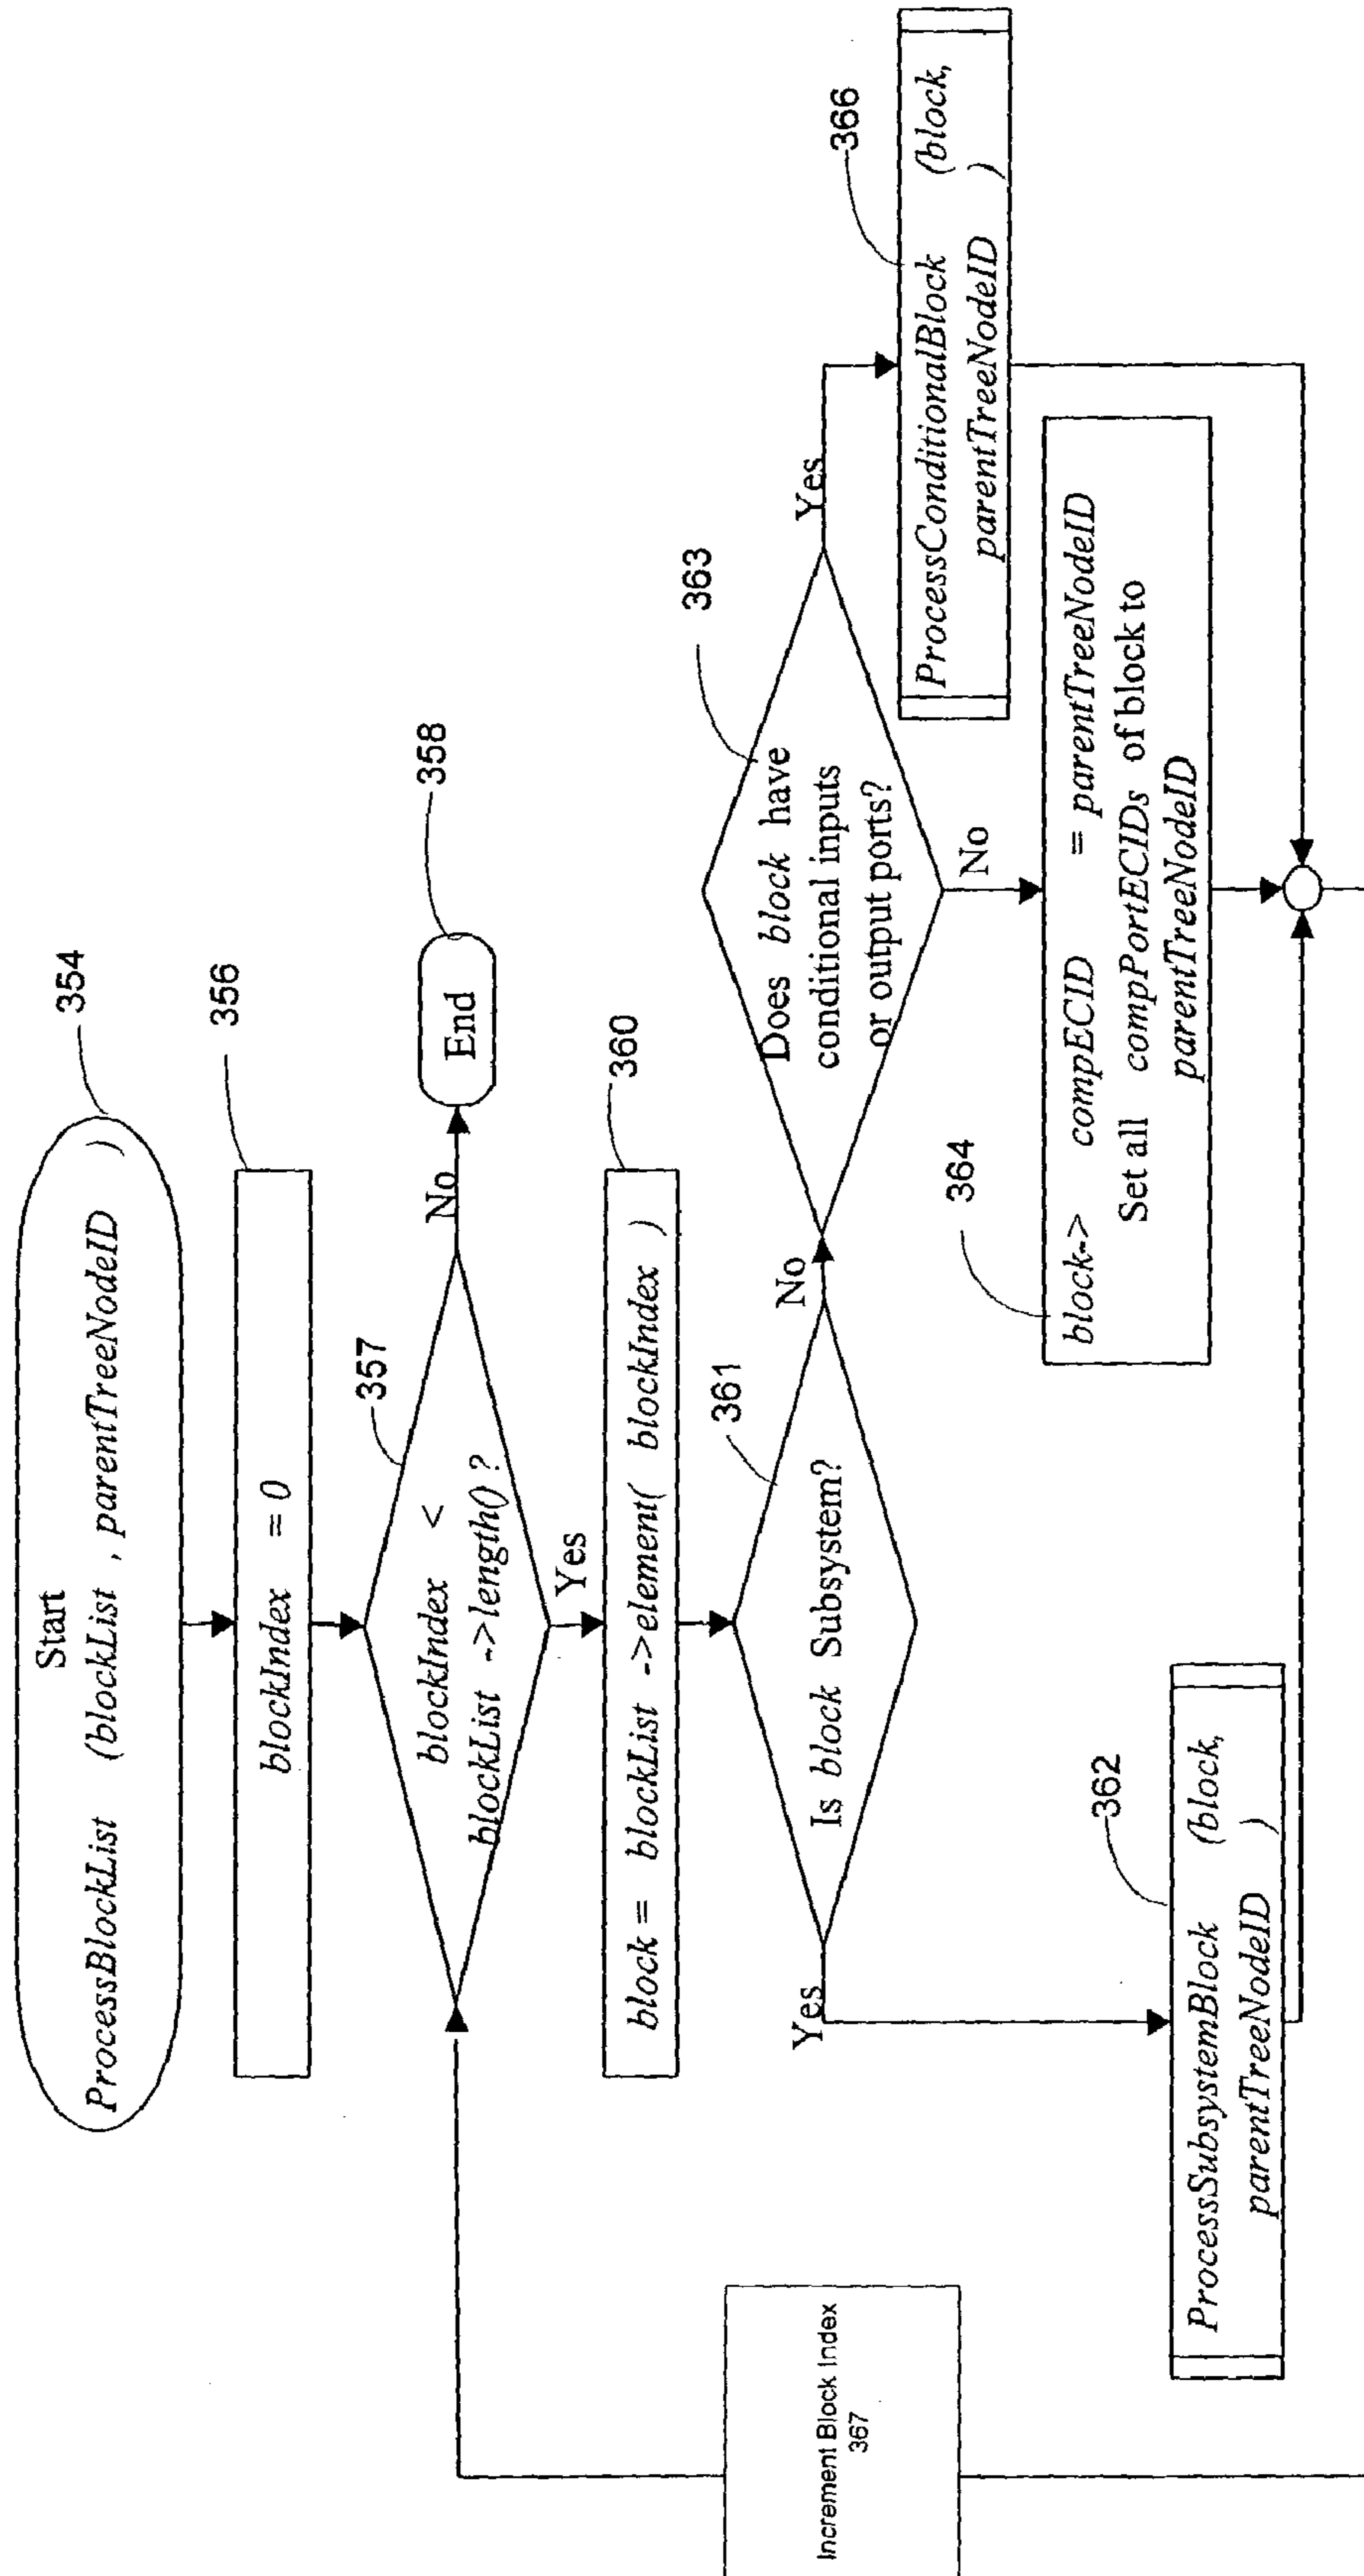 Start
ProcessBlockList (blockList , parentTreeNodeID )
354
blockIndex = 0
356
blockIndex <
blockList ->length() ?
357
No
End
358
Yes
block = blockList ->element( blockIndex )
360
Is block Subsystem?
361
Yes
No
Does block have
conditional inputs
or output ports?
363
Yes
No
ProcessConditionalBlock (block,
parentTreeNodeID )
366
block-> compECID = parentTreeNodeID
Set all compPortECIDs of block to
parentTreeNodeID
364
ProcessSubsystemBlock (block,
parentTreeNodeID )
362
Increment Block Index
367